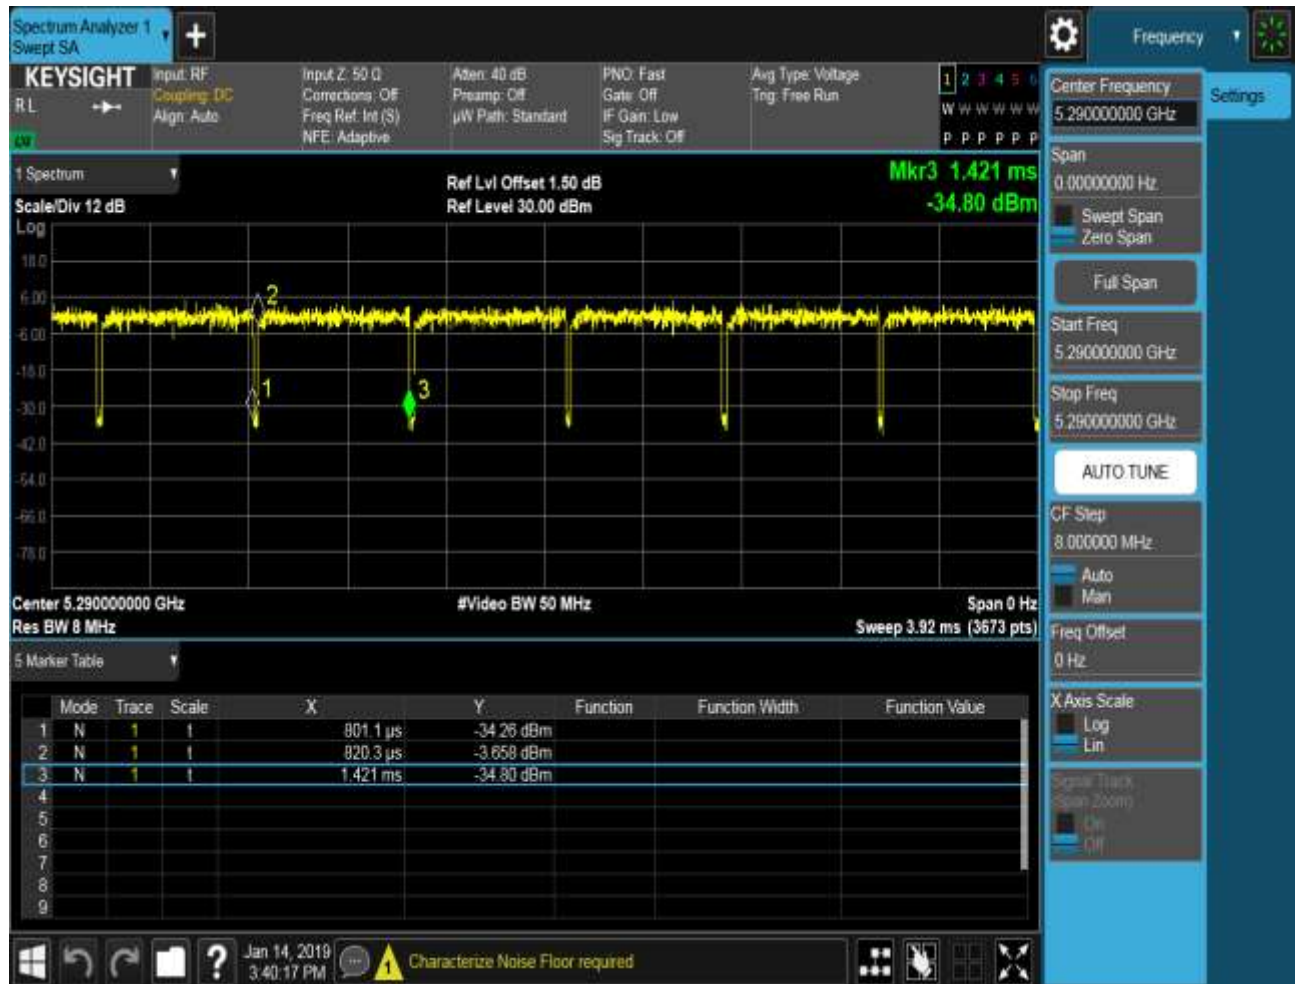 Spectrum Analyzer 1
Swept SA
+
Frequency
KEYSIGHT
RL
Input: RF
Coupling: DC
Align: Auto
Input Z: 50 Ω
Corrections: Off
Freq Ref: Int (S)
NFE: Adaptive
Atten: 40 dB
Preamp: Off
µW Path: Standard
PNO: Fast
Gate: Off
IF Gain: Low
Sig Track: Off
Avg Type: Voltage
Trig: Free Run
1 2 3 4 5 6
W W W W W W
P P P P P P
1 Spectrum
Scale/Div 12 dB
Ref Lvl Offset 1.50 dB
Ref Level 30.00 dBm
Mkr3 1.421 ms
-34.80 dBm
Log
18.0
6.00
-6.00
-18.0
-30.0
-42.0
-54.0
-66.0
-78.0
2
1
3
Center 5.290000000 GHz
#Video BW 50 MHz
Span 0 Hz
Res BW 8 MHz
Sweep 3.92 ms (3673 pts)
5 Marker Table
Mode Trace Scale X Y Function Function Width Function Value
1 N 1 t 801.1 µs -34.26 dBm
2 N 1 t 820.3 µs -3.658 dBm
3 N 1 t 1.421 ms -34.80 dBm
4
5
6
7
8
9
Center Frequency
5.290000000 GHz
Settings
Span
0.00000000 Hz
Swept Span
Zero Span
Full Span
Start Freq
5.290000000 GHz
Stop Freq
5.290000000 GHz
AUTO TUNE
CF Step
8.000000 MHz
Auto
Man
Freq Offset
0 Hz
X Axis Scale
Log
Lin
Signal Track
(Span Zoom)
On
Off
?
Jan 14, 2019
3:40:17 PM
1
Characterize Noise Floor required